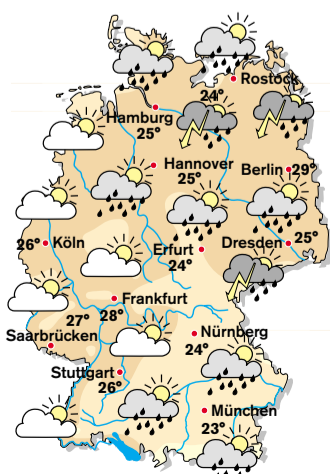 Rostock
24°
Hamburg
25°
Hannover
25°
Berlin 29°
26° Köln
Erfurt
24°
Dresden 25°
Frankfurt
28°
27°
Saarbrücken
Nürnberg
24°
Stuttgart
26°
München
23°